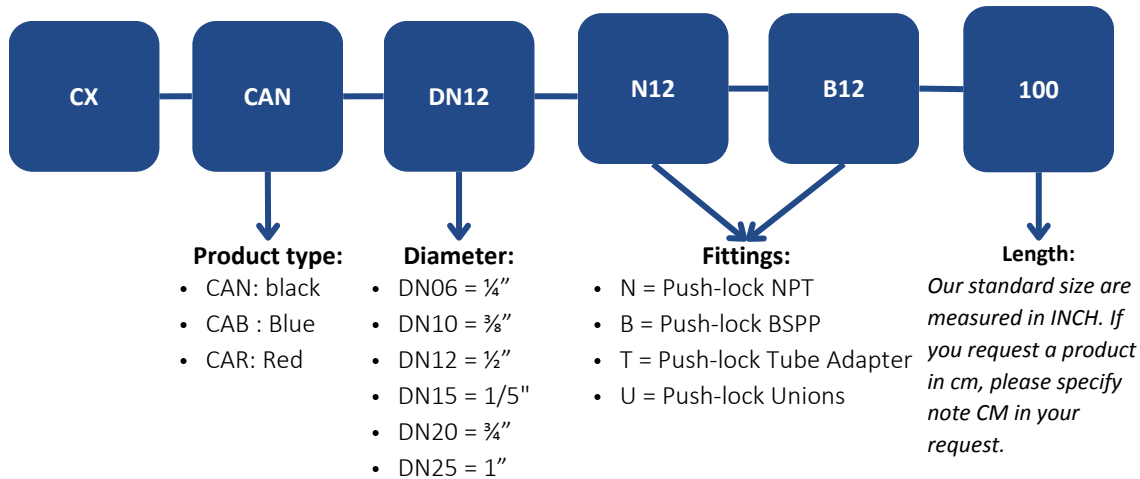 CX
CAN
DN12
N12
B12
100
Product type:
• CAN: black
• CAB : Blue
• CAR: Red
Diameter:
• DN06 = ¼”
• DN10 = ⅜”
• DN12 = ½”
• DN15 = 1/5"
• DN20 = ¾”
• DN25 = 1”
Fittings:
• N = Push-lock NPT
• B = Push-lock BSPP
• T = Push-lock Tube Adapter
• U = Push-lock Unions
Length:
Our standard size are
measured in INCH. If
you request a product
in cm, please specify
note CM in your
request.